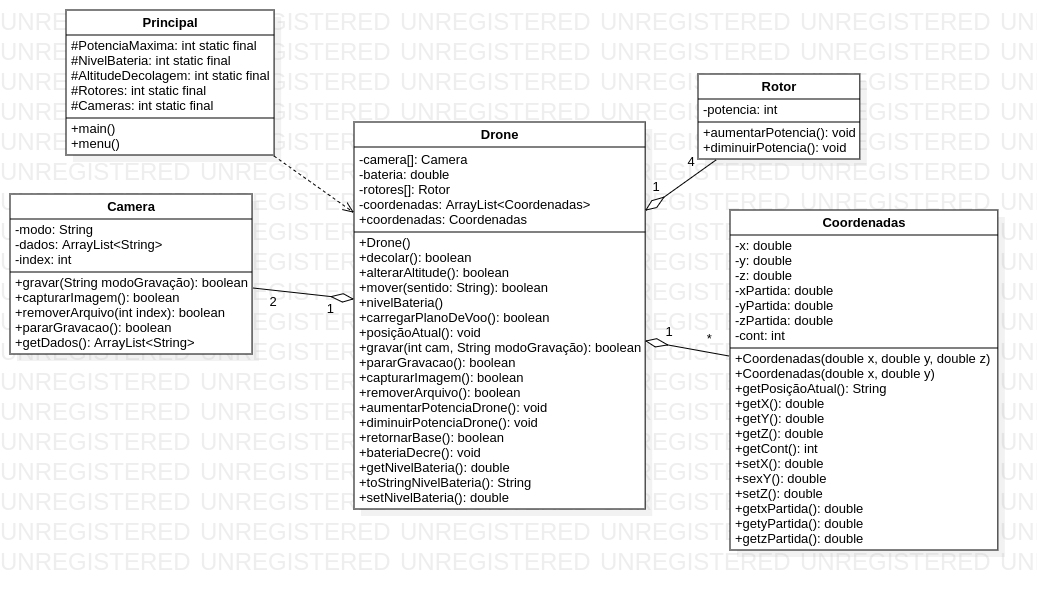 Principal
#PotenciaMaxima: int static final
#NivelBateria: int static final
#AltitudeDecolagem: int static final
#Rotores: int static final
#Cameras: int static final
+main()
+menu()
Camera
-modo: String
-dados: ArrayList<String>
-index: int
+gravar(String modoGravação): boolean
+capturarImagem(): boolean
+removerArquivo(int index): boolean
+pararGravacao(): boolean
+getDados(): ArrayList<String>
2
1
Drone
-camera[]: Camera
-bateria: double
-rotores[]: Rotor
-coordenadas: ArrayList<Coordenadas>
+coordenadas: Coordenadas
+Drone()
+decolar(): boolean
+alterarAltitude(): boolean
+mover(sentido: String): boolean
+nivelBateria()
+carregarPlanoDeVoo(): boolean
+posiçãoAtual(): void
+gravar(int cam, String modoGravação): boolean
+pararGravacao(): boolean
+capturarImagem(): boolean
+removerArquivo(): boolean
+aumentarPotenciaDrone(): void
+diminuirPotenciaDrone(): void
+retornarBase(): boolean
+bateriaDecre(): void
+getNivelBateria(): double
+toStringNivelBateria(): String
+setNivelBateria(): double
4
1
Rotor
-potencia: int
+aumentarPotencia(): void
+diminuirPotencia(): void
1
*
Coordenadas
-x: double
-y: double
-z: double
-xPartida: double
-yPartida: double
-zPartida: double
-cont: int
+Coordenadas(double x, double y, double z)
+Coordenadas(double x, double y)
+getPosiçãoAtual(): String
+getX(): double
+getY(): double
+getZ(): double
+getCont(): int
+setX(): double
+sexY(): double
+setZ(): double
+getxPartida(): double
+getyPartida(): double
+getzPartida(): double
UNREGISTERED